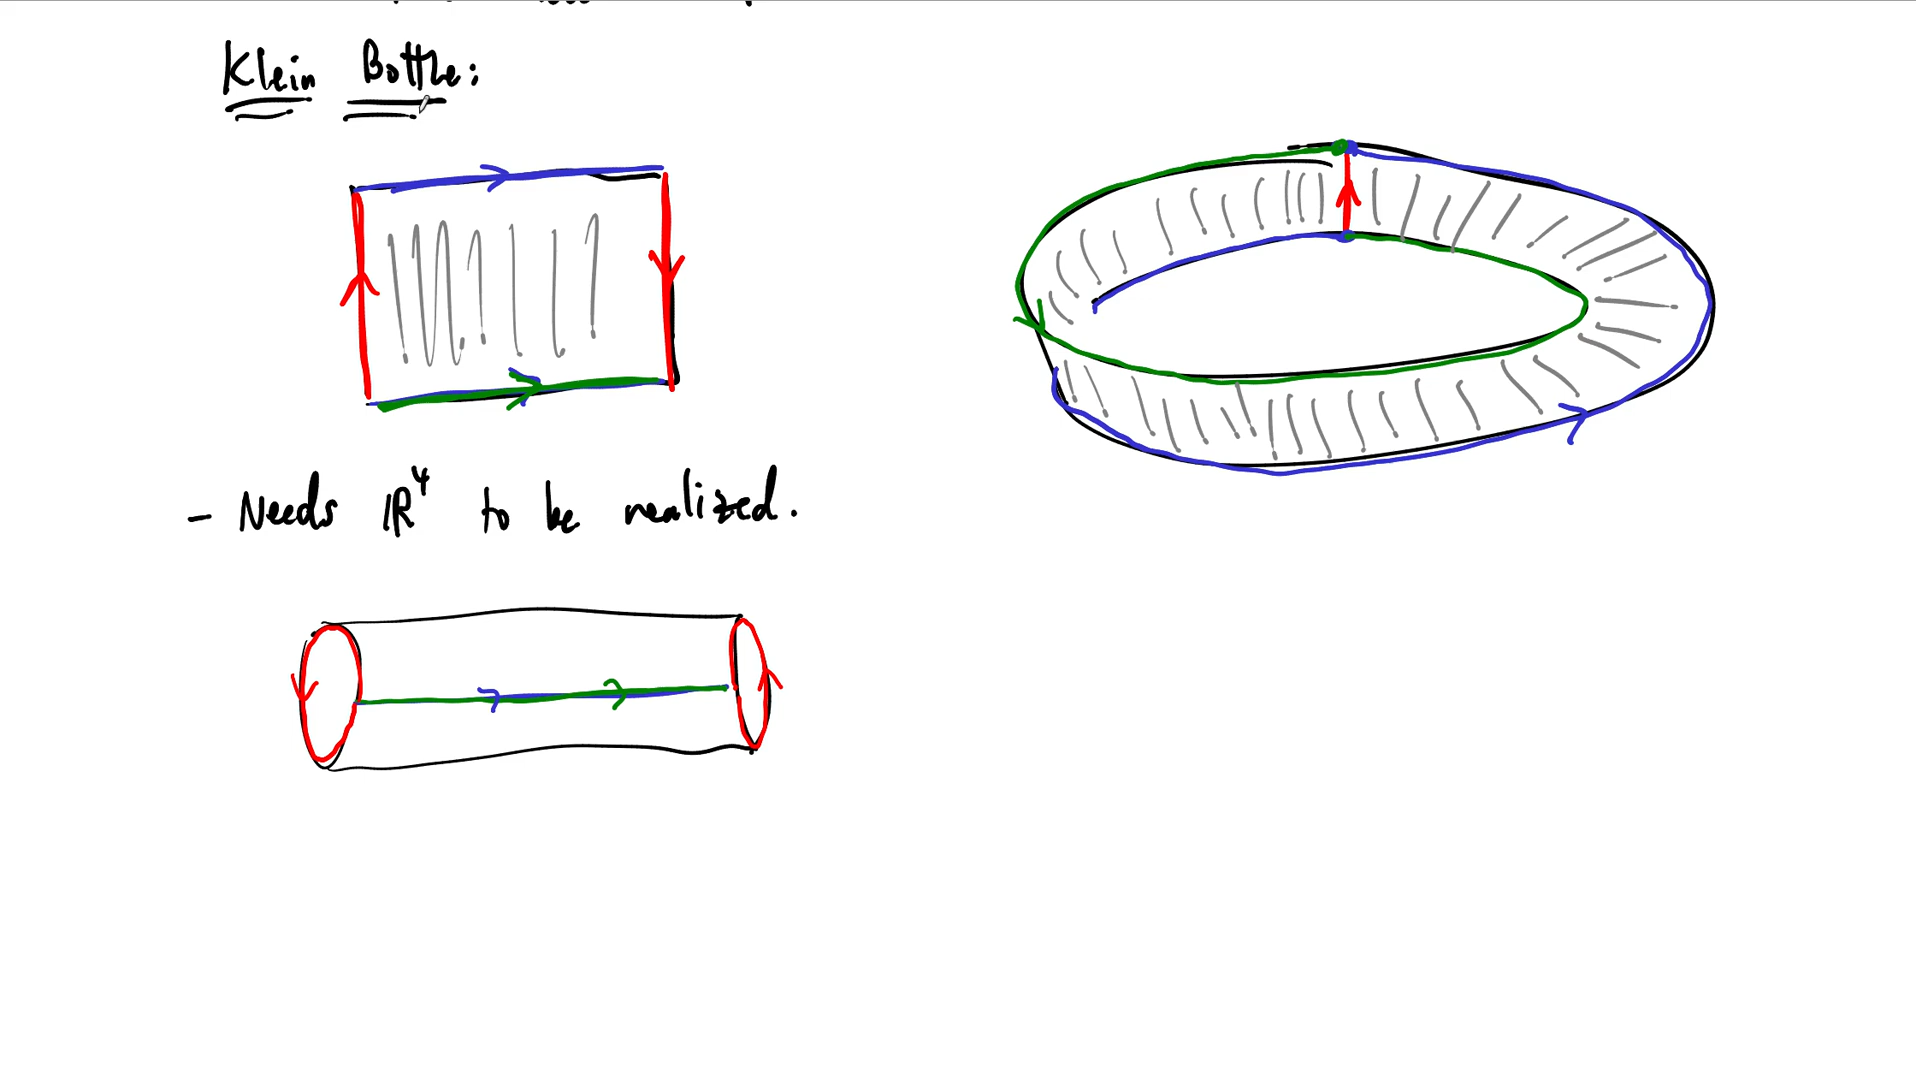 Klein Bottle:
- Needs ℝ⁴ to be realized.